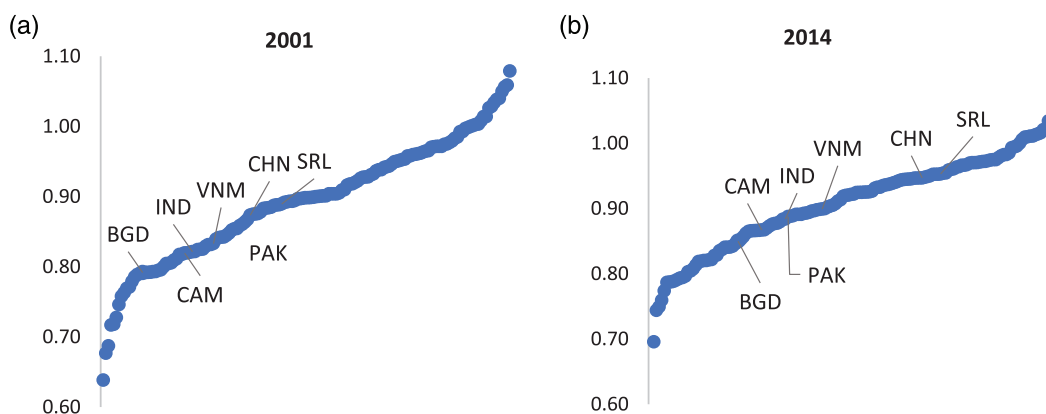 (a)
2001
1.10
1.00
0.90
0.80
0.70
0.60
BGD
IND
CAM
VNM
CHN
SRL
PAK
(b)
2014
1.10
1.00
0.90
0.80
0.70
0.60
CAM
BGD
IND
PAK
VNM
CHN
SRL